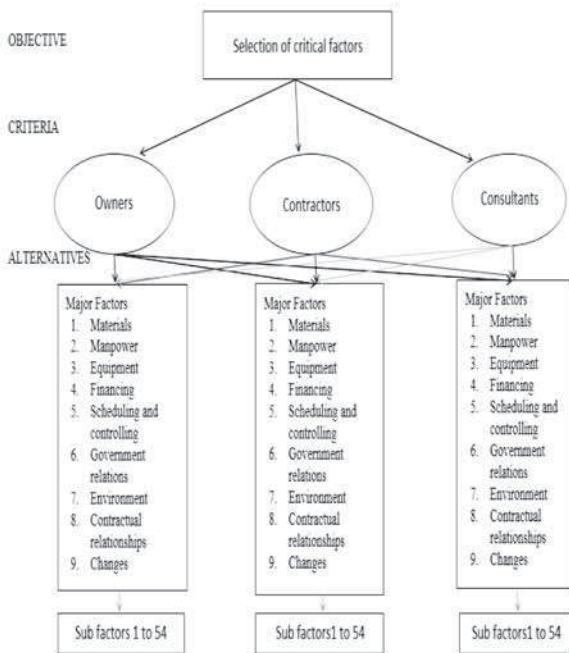 OBJECTIVE
Selection of critical factors
CRITERIA
Owners
Contractors
Consultants
ALTERNATIVES
Major Factors
1. Materials
2. Manpower
3. Equipment
4. Financing
5. Scheduling and
controlling
6. Government
relations
7. Environment
8. Contractual
relationships
9. Changes
Sub factors 1 to 54
Major Factors
1. Materials
2. Manpower
3. Equipment
4. Financing
5. Scheduling and
controlling
6. Government
relations
7. Environment
8. Contractual
relationships
9. Changes
Sub factors1 to 54
Major Factors
1. Materials
2. Manpower
3. Equipment
4. Financing
5. Scheduling and
controlling
6. Government
relations
7. Environment
8. Contractual
relationships
9. Changes
Sub factors1 to 54